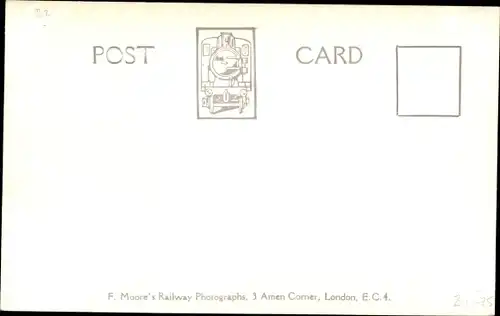 POST CARD
F. Moore's Railway Photographs, 3 Amen Corner, London, E.C.4.